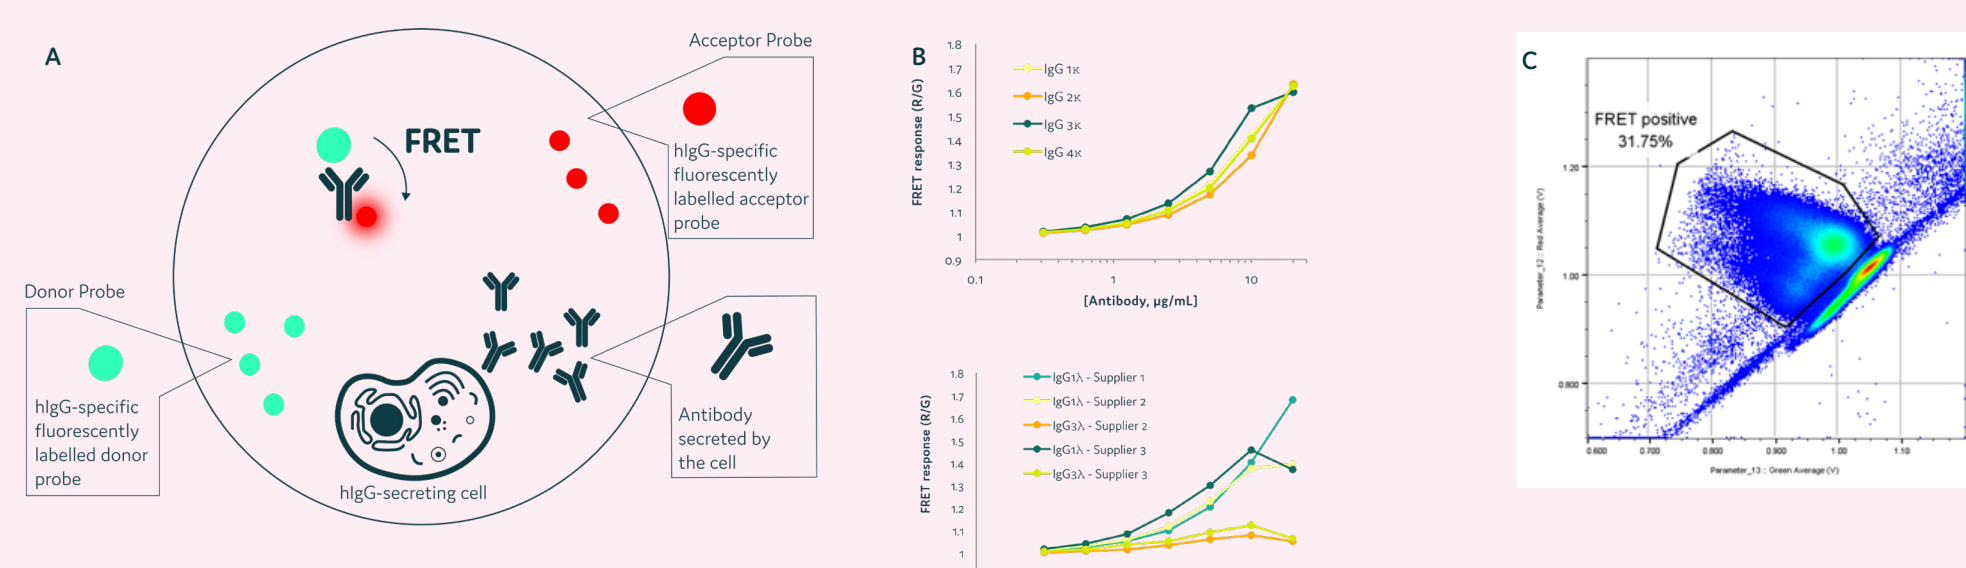 A
Acceptor Probe
FRET
hIgG-specific
fluorescently
labelled acceptor
probe
Donor Probe
hIgG-specific
fluorescently
labelled donor
probe
Antibody
secreted by
the cell
hIgG-secreting cell
B
FRET response (R/G)
1.8
1.7
1.6
1.5
1.4
1.3
1.2
1.1
1
0.9
IgG 1κ
IgG 2κ
IgG 3κ
IgG 4κ
0.1
1
10
[Antibody, μg/mL]
FRET response (R/G)
1.8
1.7
1.6
1.5
1.4
1.3
1.2
1.1
1
IgG1λ - Supplier 1
IgG1λ - Supplier 2
IgG3λ - Supplier 2
IgG1λ - Supplier 3
IgG3λ - Supplier 3
C
FRET positive
31.75%
Parameter_12 :: Red Average (V)
1.20
1.00
0.800
0.600
0.700
0.800
0.900
1.00
1.10
Parameter_13 :: Green Average (V)